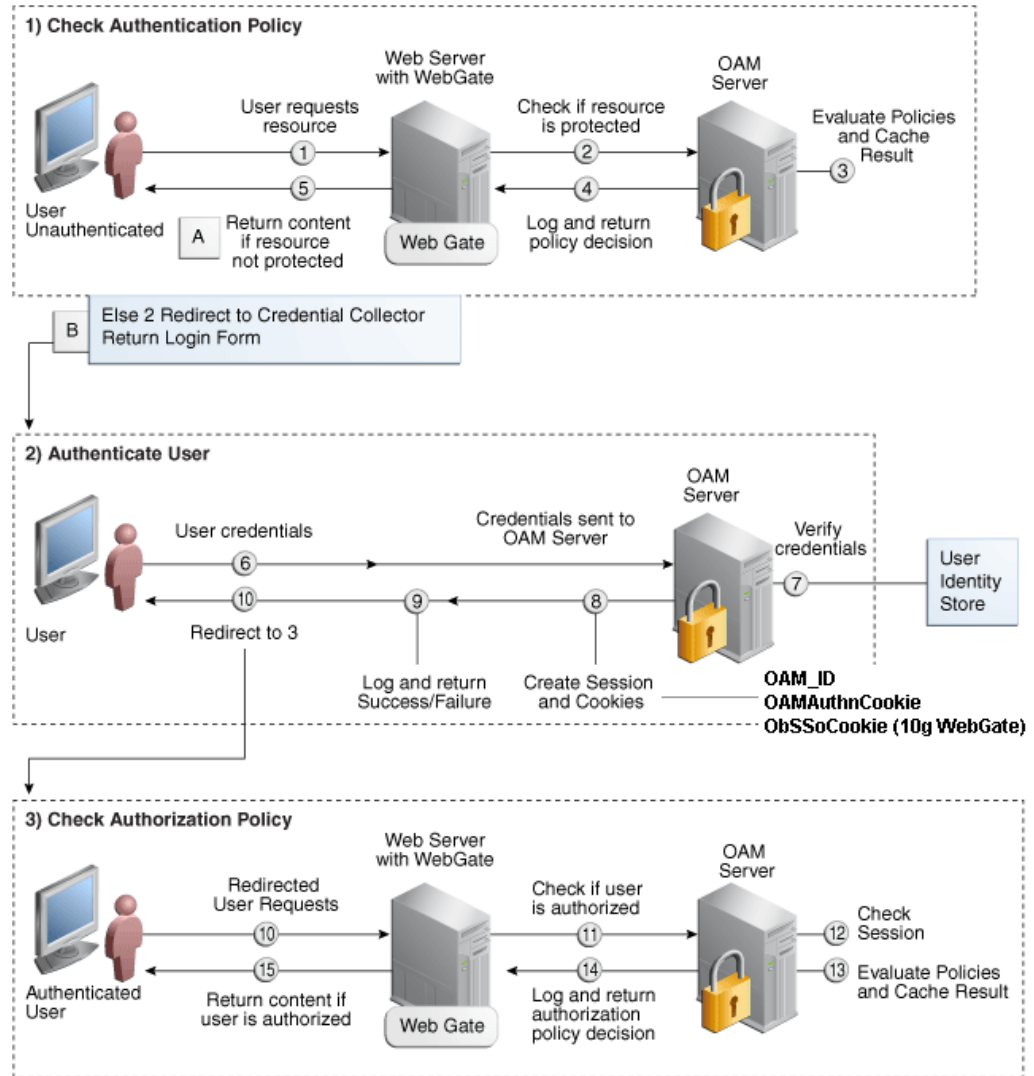 1) Check Authentication Policy
Web Server
with WebGate
OAM
Server
User requests
resource
Check if resource
is protected
Evaluate Policies
and Cache
Result
1
2
3
5
4
User
Unauthenticated
A
Return content
if resource
not protected
Web Gate
Log and return
policy decision
B
Else 2 Redirect to Credential Collector
Return Login Form
2) Authenticate User
OAM
Server
User credentials
Credentials sent to
OAM Server
Verify
credentials
6
7
User
Identity
Store
10
9
8
User
Redirect to 3
Log and return
Success/Failure
Create Session
and Cookies
OAM_ID
OAMAuthnCookie
ObSSoCookie (10g WebGate)
3) Check Authorization Policy
Web Server
with WebGate
OAM
Server
Redirected
User Requests
Check if user
is authorized
10
11
12
Check
Session
15
14
13
Evaluate Policies
and Cache Result
Authenticated
User
Return content if
user is authorized
Web Gate
Log and return
authorization
policy decision